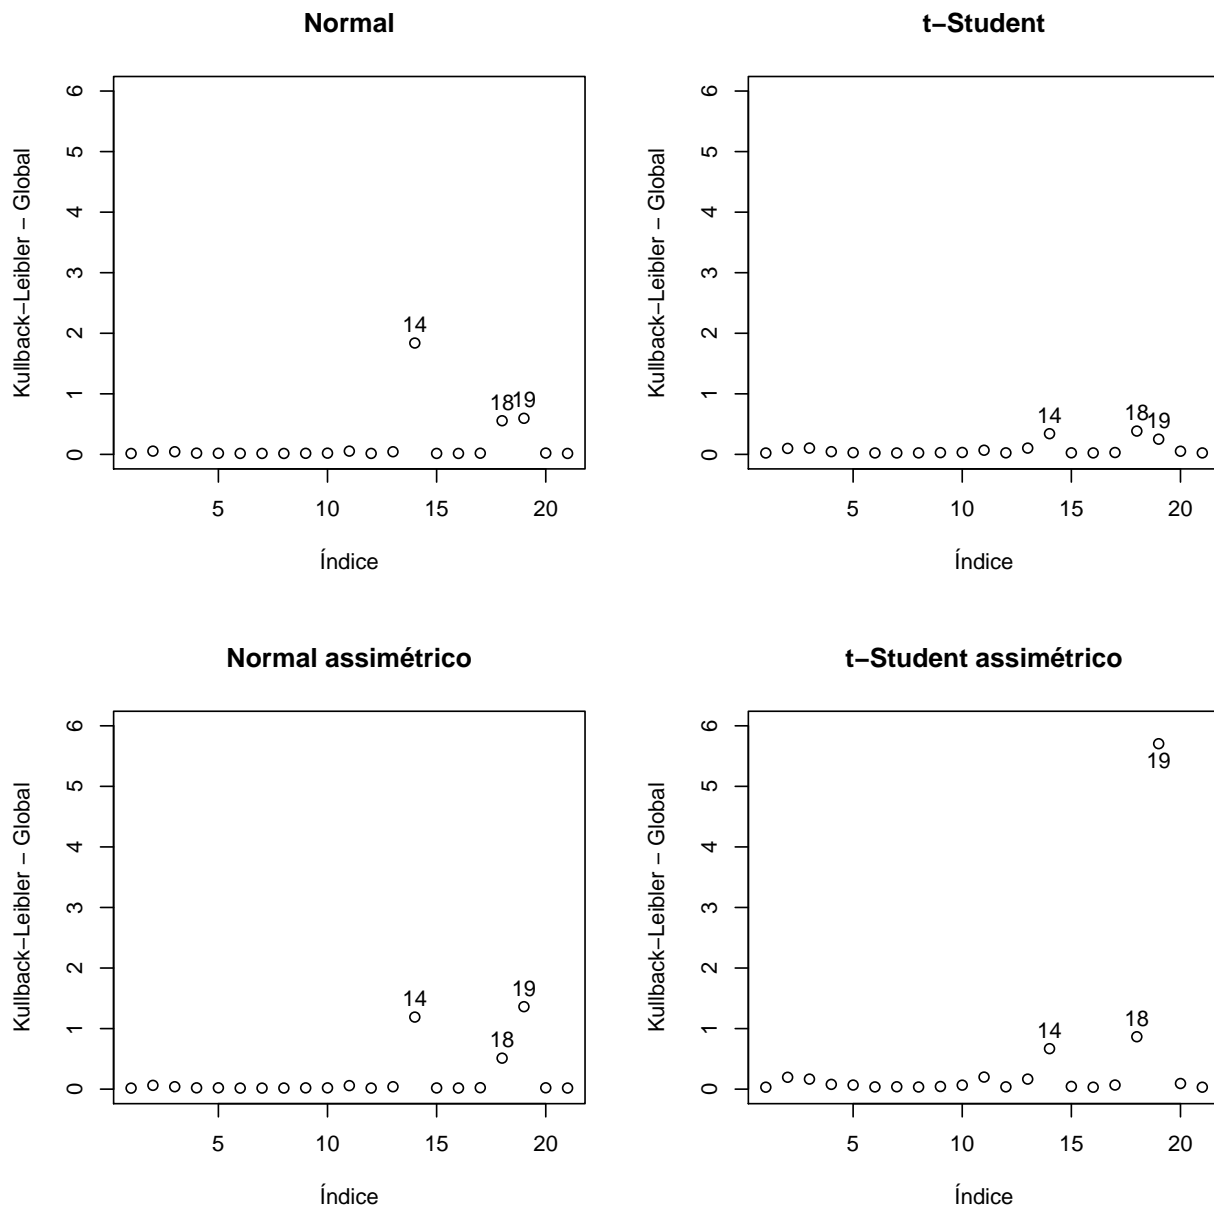 Normal
Kullback−Leibler − Global
0 1 2 3 4 5 6
14
18 19
5 10 15 20
Índice
t−Student
Kullback−Leibler − Global
0 1 2 3 4 5 6
14
18
19
5 10 15 20
Índice
Normal assimétrico
Kullback−Leibler − Global
0 1 2 3 4 5 6
14
18
19
5 10 15 20
Índice
t−Student assimétrico
Kullback−Leibler − Global
0 1 2 3 4 5 6
14
18
19
5 10 15 20
Índice